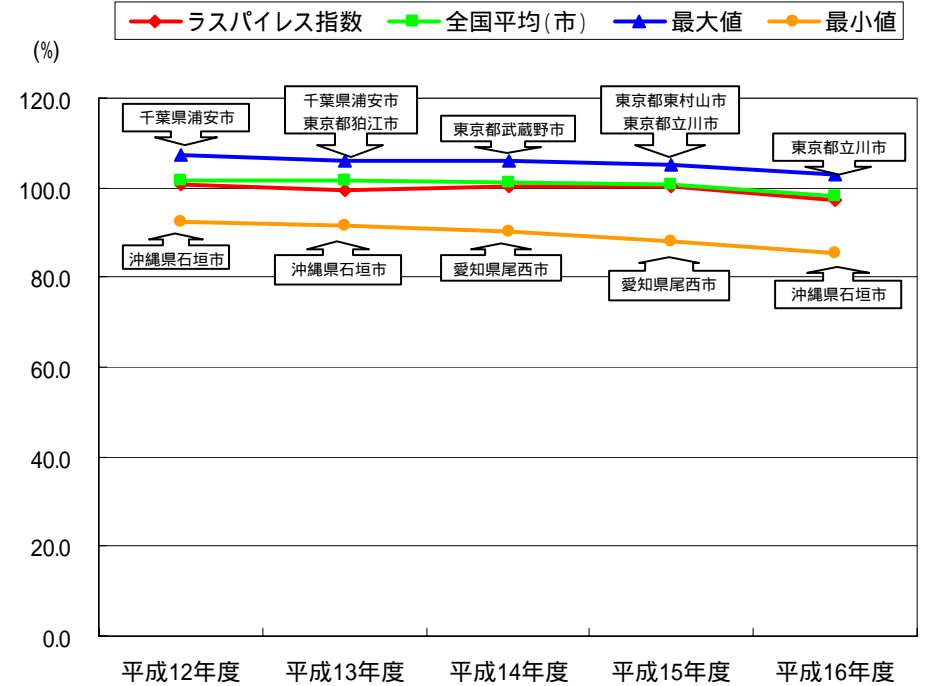 ラスパイレス指数 全国平均(市) 最大値 最小値
(%)
120.0
100.0
80.0
60.0
40.0
20.0
0.0
千葉県浦安市
千葉県浦安市
東京都狛江市
東京都武蔵野市
東京都東村山市
東京都立川市
東京都立川市
沖縄県石垣市
沖縄県石垣市
愛知県尾西市
愛知県尾西市
沖縄県石垣市
平成12年度 平成13年度 平成14年度 平成15年度 平成16年度